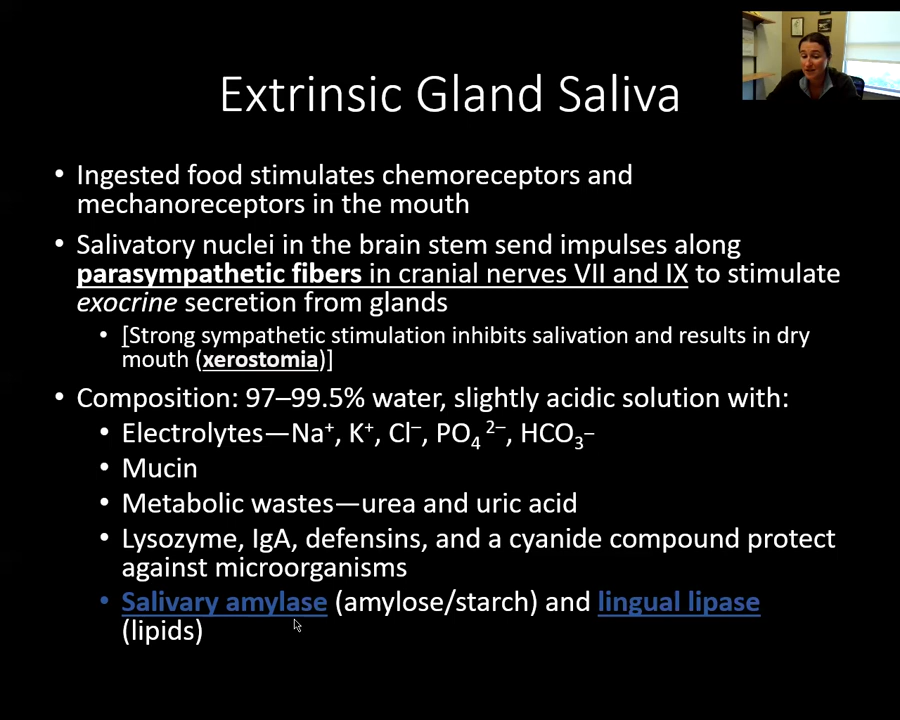 Extrinsic Gland Saliva
• Ingested food stimulates chemoreceptors and
mechanoreceptors in the mouth
• Salivatory nuclei in the brain stem send impulses along
parasympathetic fibers in cranial nerves VII and IX to stimulate
exocrine secretion from glands
• [Strong sympathetic stimulation inhibits salivation and results in dry
mouth (xerostomia)]
• Composition: 97–99.5% water, slightly acidic solution with:
• Electrolytes—Na⁺, K⁺, Cl⁻, PO₄ ²⁻, HCO₃⁻
• Mucin
• Metabolic wastes—urea and uric acid
• Lysozyme, IgA, defensins, and a cyanide compound protect
against microorganisms
• Salivary amylase (amylose/starch) and lingual lipase
(lipids)